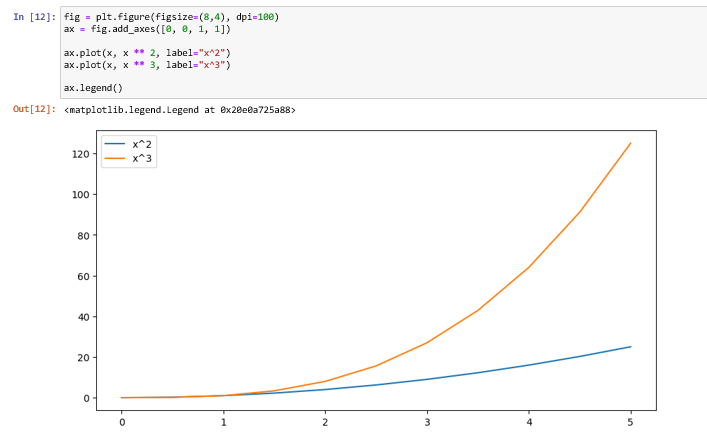 In [12]: fig = plt.figure(figsize=(8,4), dpi=100)
ax = fig.add_axes([0, 0, 1, 1])
ax.plot(x, x ** 2, label="x^2")
ax.plot(x, x ** 3, label="x^3")
ax.legend()
Out[12]: <matplotlib.legend.Legend at 0x20e0a725a88>
x^2
x^3
120
100
80
60
40
20
0
0 1 2 3 4 5